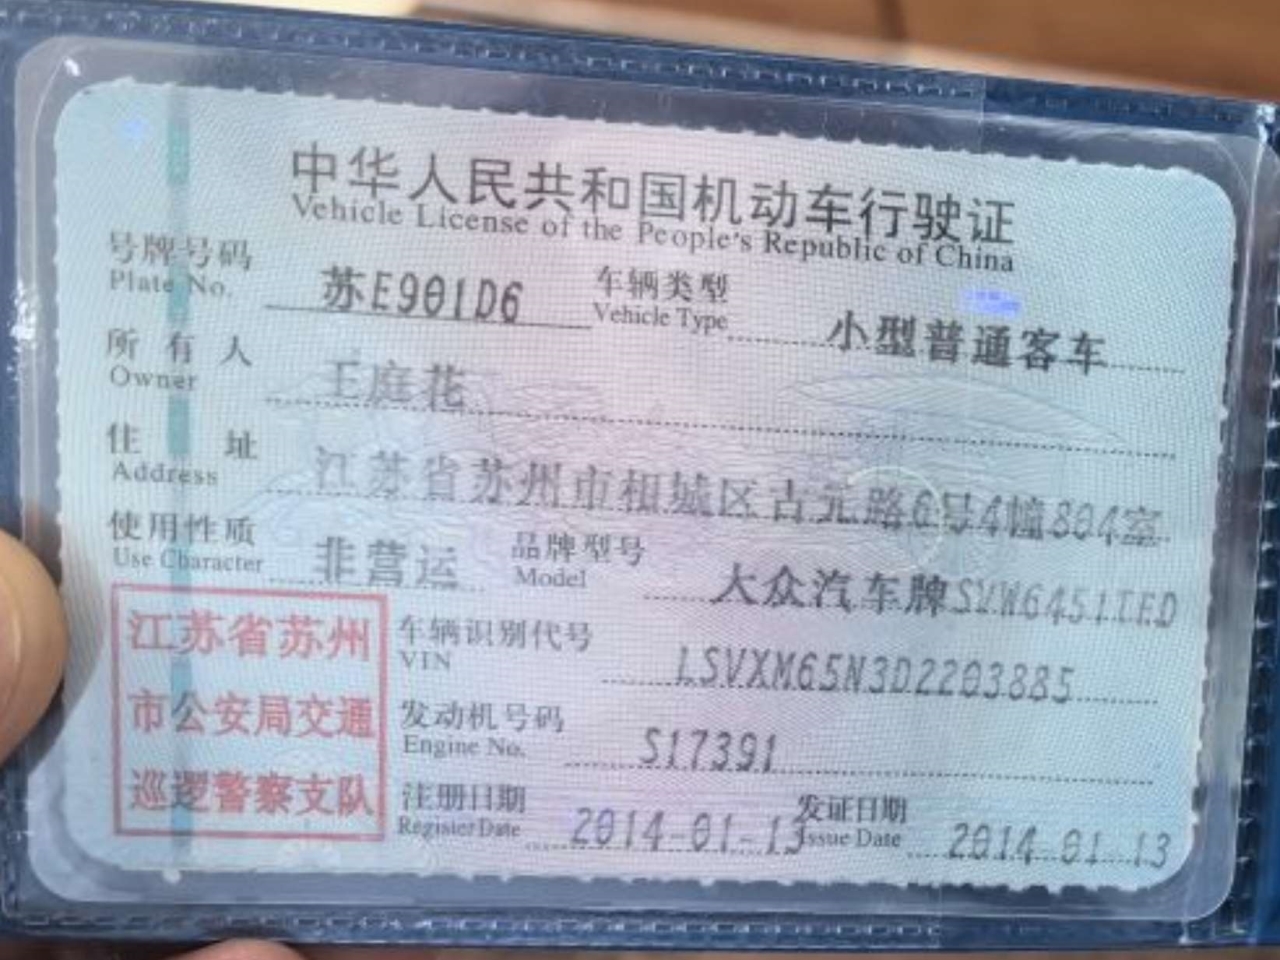 中华人民共和国机动车行驶证
Vehicle License of the People's Republic of China
号牌号码 苏E901D6 车辆类型 小型普通客车
Plate No. Vehicle Type
所有人 王庭花
Owner
住址 江苏省苏州市相城区古元路6号4幢804室
Address
使用性质 非营运 品牌型号 大众汽车牌SVW6451TED
Use Character Model
江苏省苏州
市公安局交通
巡逻警察支队
车辆识别代号 LSVXM65N3D2203885
VIN
发动机号码 S17391
Engine No.
注册日期 2014-01-13 发证日期 2014-01-13
Register Date Issue Date